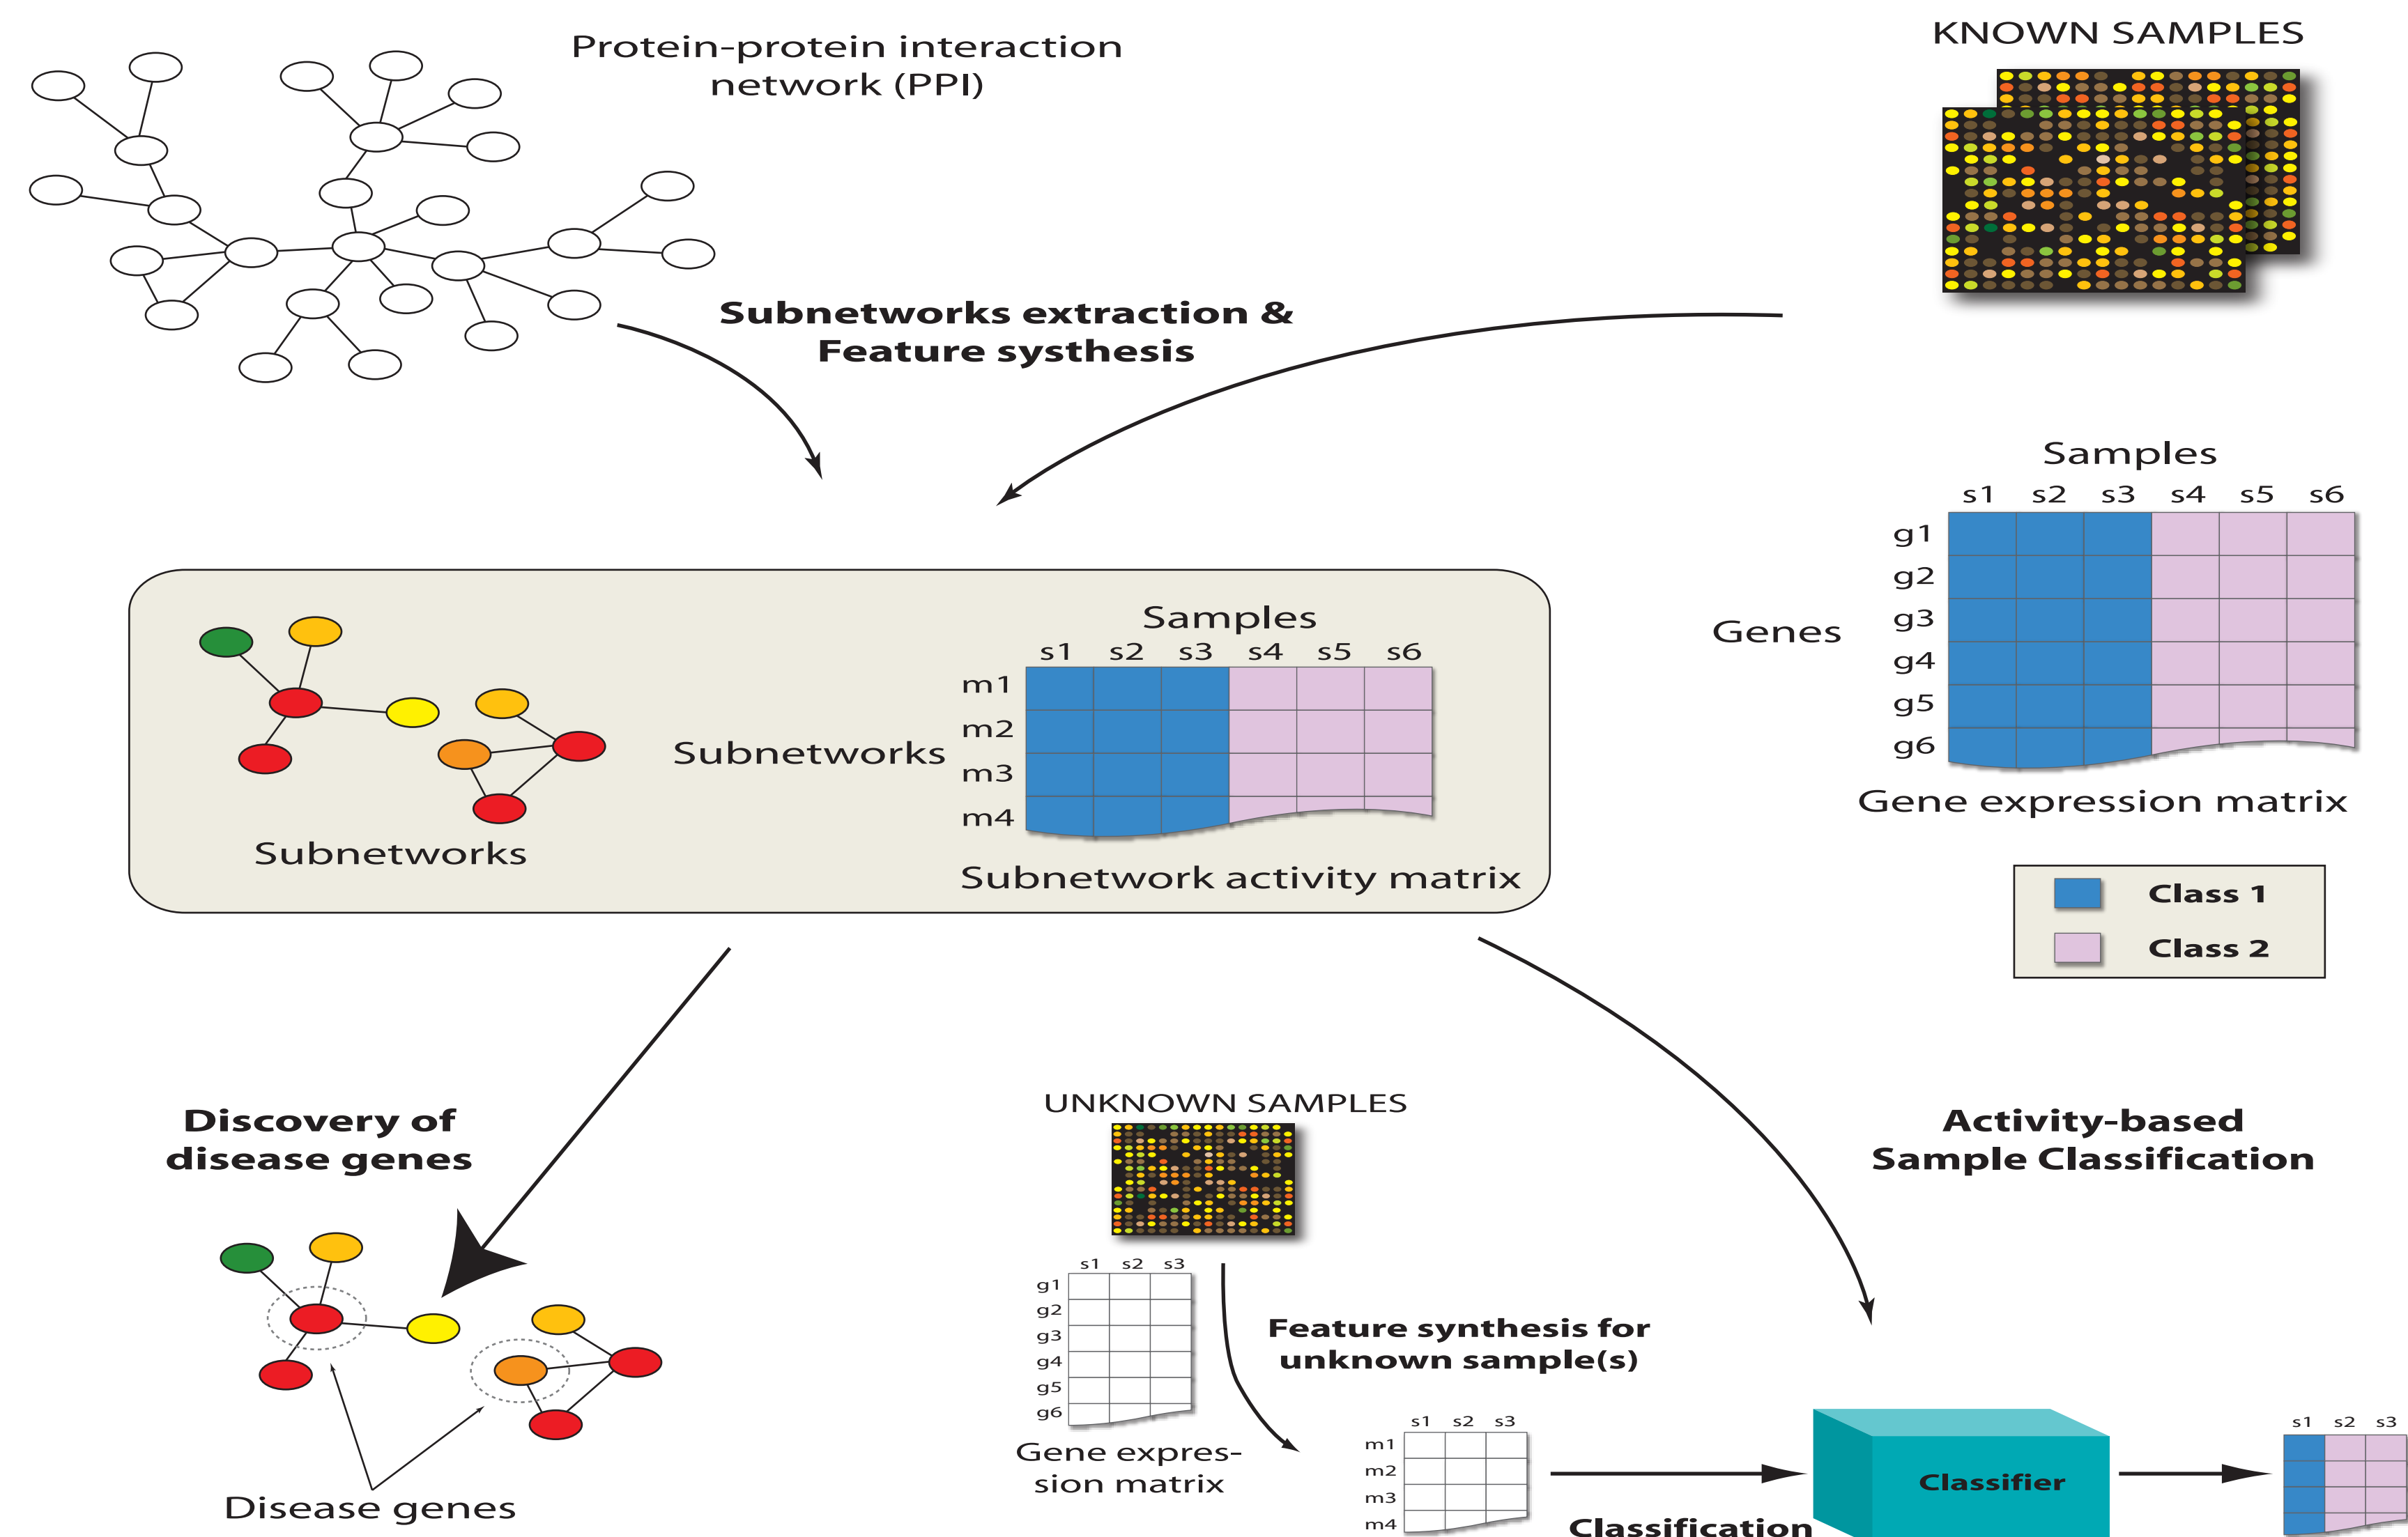 Protein-protein interaction
network (PPI)
KNOWN SAMPLES
Subnetworks extraction &
Feature systhesis
Samples
s1 s2 s3 s4 s5 s6
g1
g2
g3
Genes
g4
g5
g6
Gene expression matrix
Class 1
Class 2
Samples
s1 s2 s3 s4 s5 s6
m1
m2
Subnetworks
m3
m4
Subnetworks
Subnetwork activity matrix
Discovery of
disease genes
Disease genes
UNKNOWN SAMPLES
s1 s2 s3
g1
g2
g3
g4
g5
g6
Gene expres-
sion matrix
Feature synthesis for
unknown sample(s)
Activity-based
Sample Classification
s1 s2 s3
m1
m2
m3
m4
Classification
Classifier
s1 s2 s3